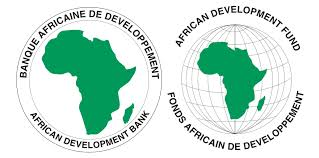 BANQUE AFRICAINE DE DEVELOPPEMENT
AFRICAN DEVELOPMENT BANK
AFRICAN DEVELOPMENT FUND
FONDS AFRICAIN DE DEVELOPPEMENT